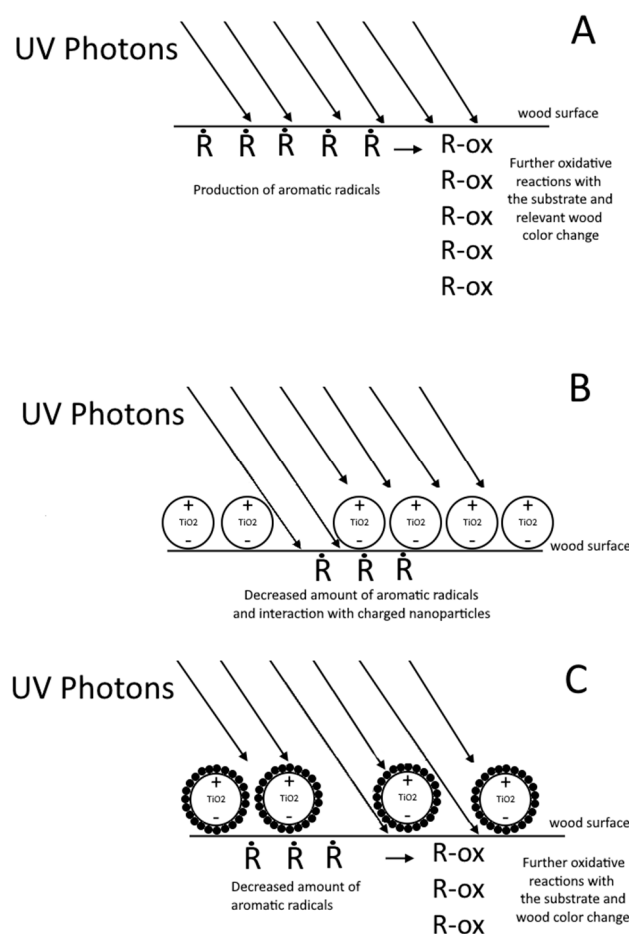 A
UV Photons
wood surface
Ṙ Ṙ Ṙ Ṙ Ṙ → R-ox
Production of aromatic radicals
R-ox
R-ox
R-ox
R-ox
Further oxidative
reactions with
the substrate and
relevant wood
color change
B
UV Photons
+ + + + + +
TiO2 TiO2 TiO2 TiO2 TiO2 TiO2
- - - - - -
wood surface
Ṙ Ṙ Ṙ
Decreased amount of aromatic radicals
and interaction with charged nanoparticles
C
UV Photons
+ + + +
TiO2 TiO2 TiO2 TiO2
- - - -
wood surface
Ṙ Ṙ Ṙ → R-ox
Decreased amount of
aromatic radicals
R-ox
R-ox
Further oxidative
reactions with
the substrate and
wood color change